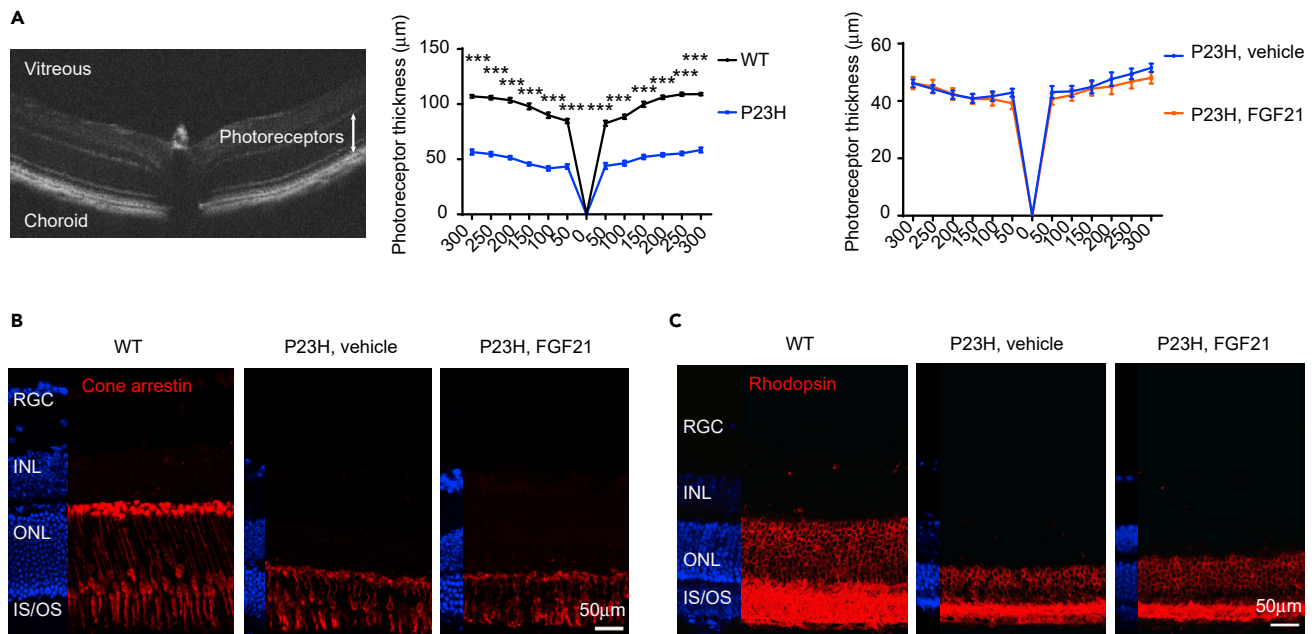 A
Vitreous
Photoreceptors
Choroid
Photoreceptor thickness (μm)
150
100
50
0
*** *** *** *** *** *** *** *** *** *** *** ***
300 250 200 150 100 50 0 50 100 150 200 250 300
WT
P23H
Photoreceptor thickness (μm)
60
40
20
0
300 250 200 150 100 50 0 50 100 150 200 250 300
P23H, vehicle
P23H, FGF21
B
WT
P23H, vehicle
P23H, FGF21
Cone arrestin
RGC
INL
ONL
IS/OS
50μm
C
WT
P23H, vehicle
P23H, FGF21
Rhodopsin
RGC
INL
ONL
IS/OS
50μm